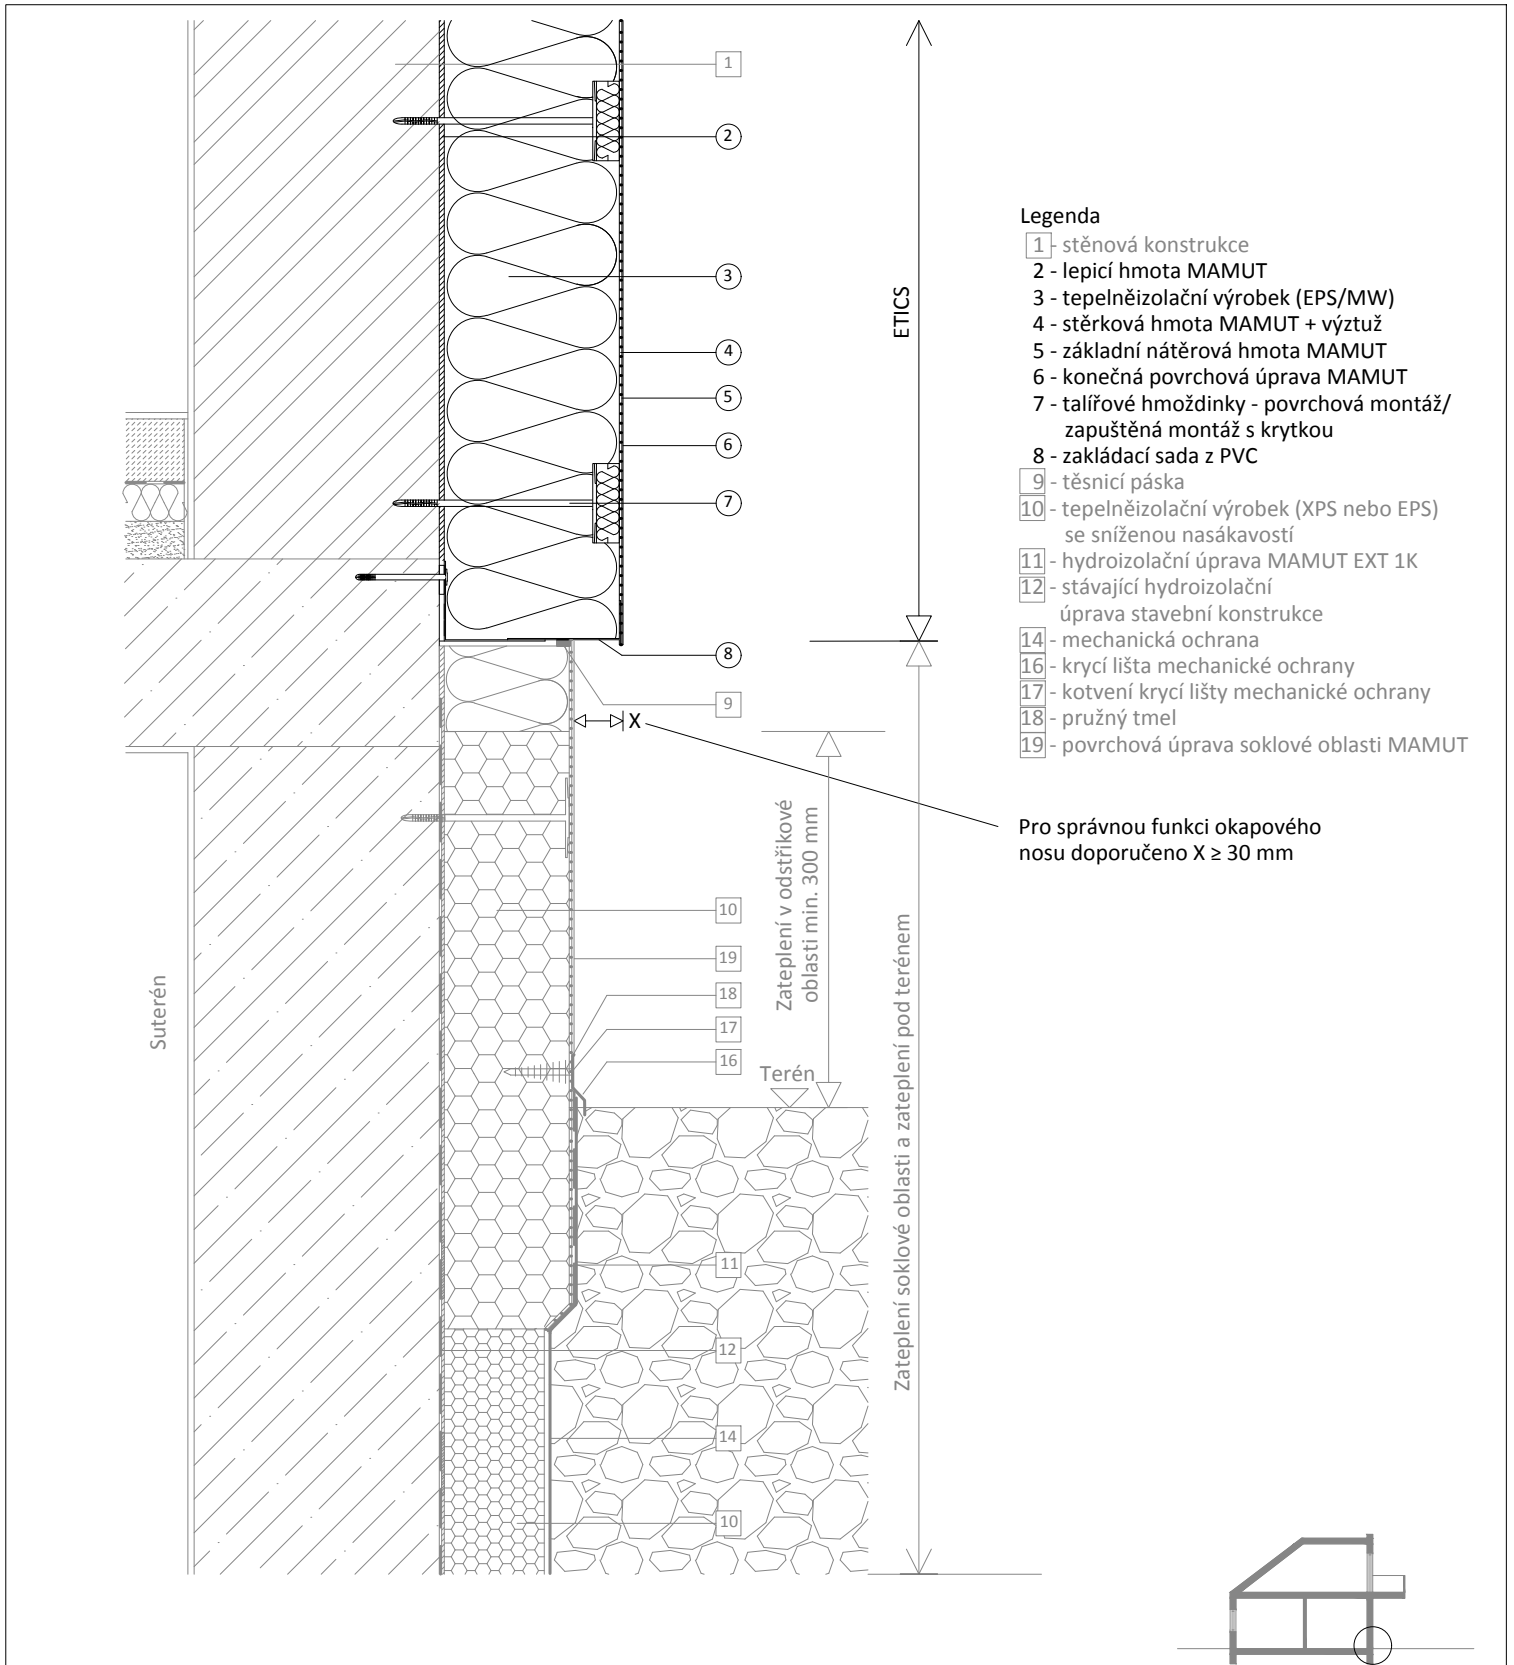 1
2
3
4
5
6
7
8
9
X
10
19
18
17
16
11
12
14
10
ETICS
Legenda
1 - stěnová konstrukce
2 - lepicí hmota MAMUT
3 - tepelněizolační výrobek (EPS/MW)
4 - stěrková hmota MAMUT + výztuž
5 - základní nátěrová hmota MAMUT
6 - konečná povrchová úprava MAMUT
7 - talířové hmoždinky - povrchová montáž/
zapuštěná montáž s krytkou
8 - zakládací sada z PVC
9 - těsnicí páska
10 - tepelněizolační výrobek (XPS nebo EPS)
se sníženou nasákavostí
11 - hydroizolační úprava MAMUT EXT 1K
12 - stávající hydroizolační
úprava stavební konstrukce
14 - mechanická ochrana
16 - krycí lišta mechanické ochrany
17 - kotvení krycí lišty mechanické ochrany
18 - pružný tmel
19 - povrchová úprava soklové oblasti MAMUT
Pro správnou funkci okapového
nosu doporučeno X ≥ 30 mm
Zateplení v odstřikové
oblasti min. 300 mm
Zateplení soklové oblasti a zateplení pod terénem
Terén
Suterén